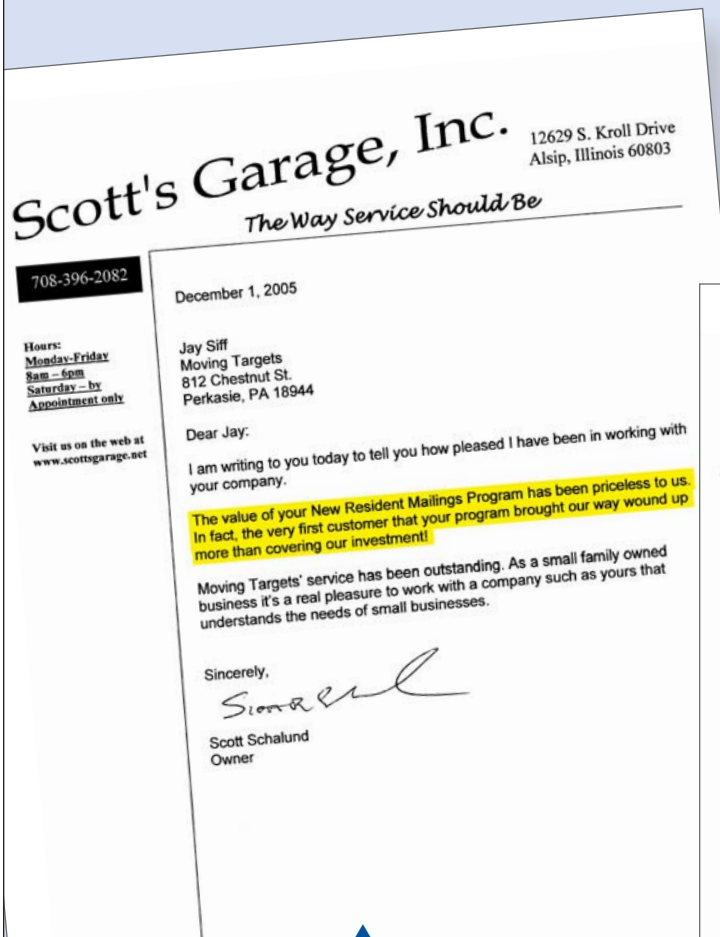 Scott's Garage, Inc.
12629 S. Kroll Drive
Alsip, Illinois 60803
The Way Service Should Be
708-396-2082
Hours:
Monday-Friday
8am – 6pm
Saturday – by
Appointment only
Visit us on the web at
www.scottsgarage.net
December 1, 2005
Jay Siff
Moving Targets
812 Chestnut St.
Perkasie, PA 18944
Dear Jay:
I am writing to you today to tell you how pleased I have been in working with
your company.
The value of your New Resident Mailings Program has been priceless to us.
In fact, the very first customer that your program brought our way wound up
more than covering our investment!
Moving Targets' service has been outstanding. As a small family owned
business it's a real pleasure to work with a company such as yours that
understands the needs of small businesses.
Sincerely,
Scott Schalund
Owner